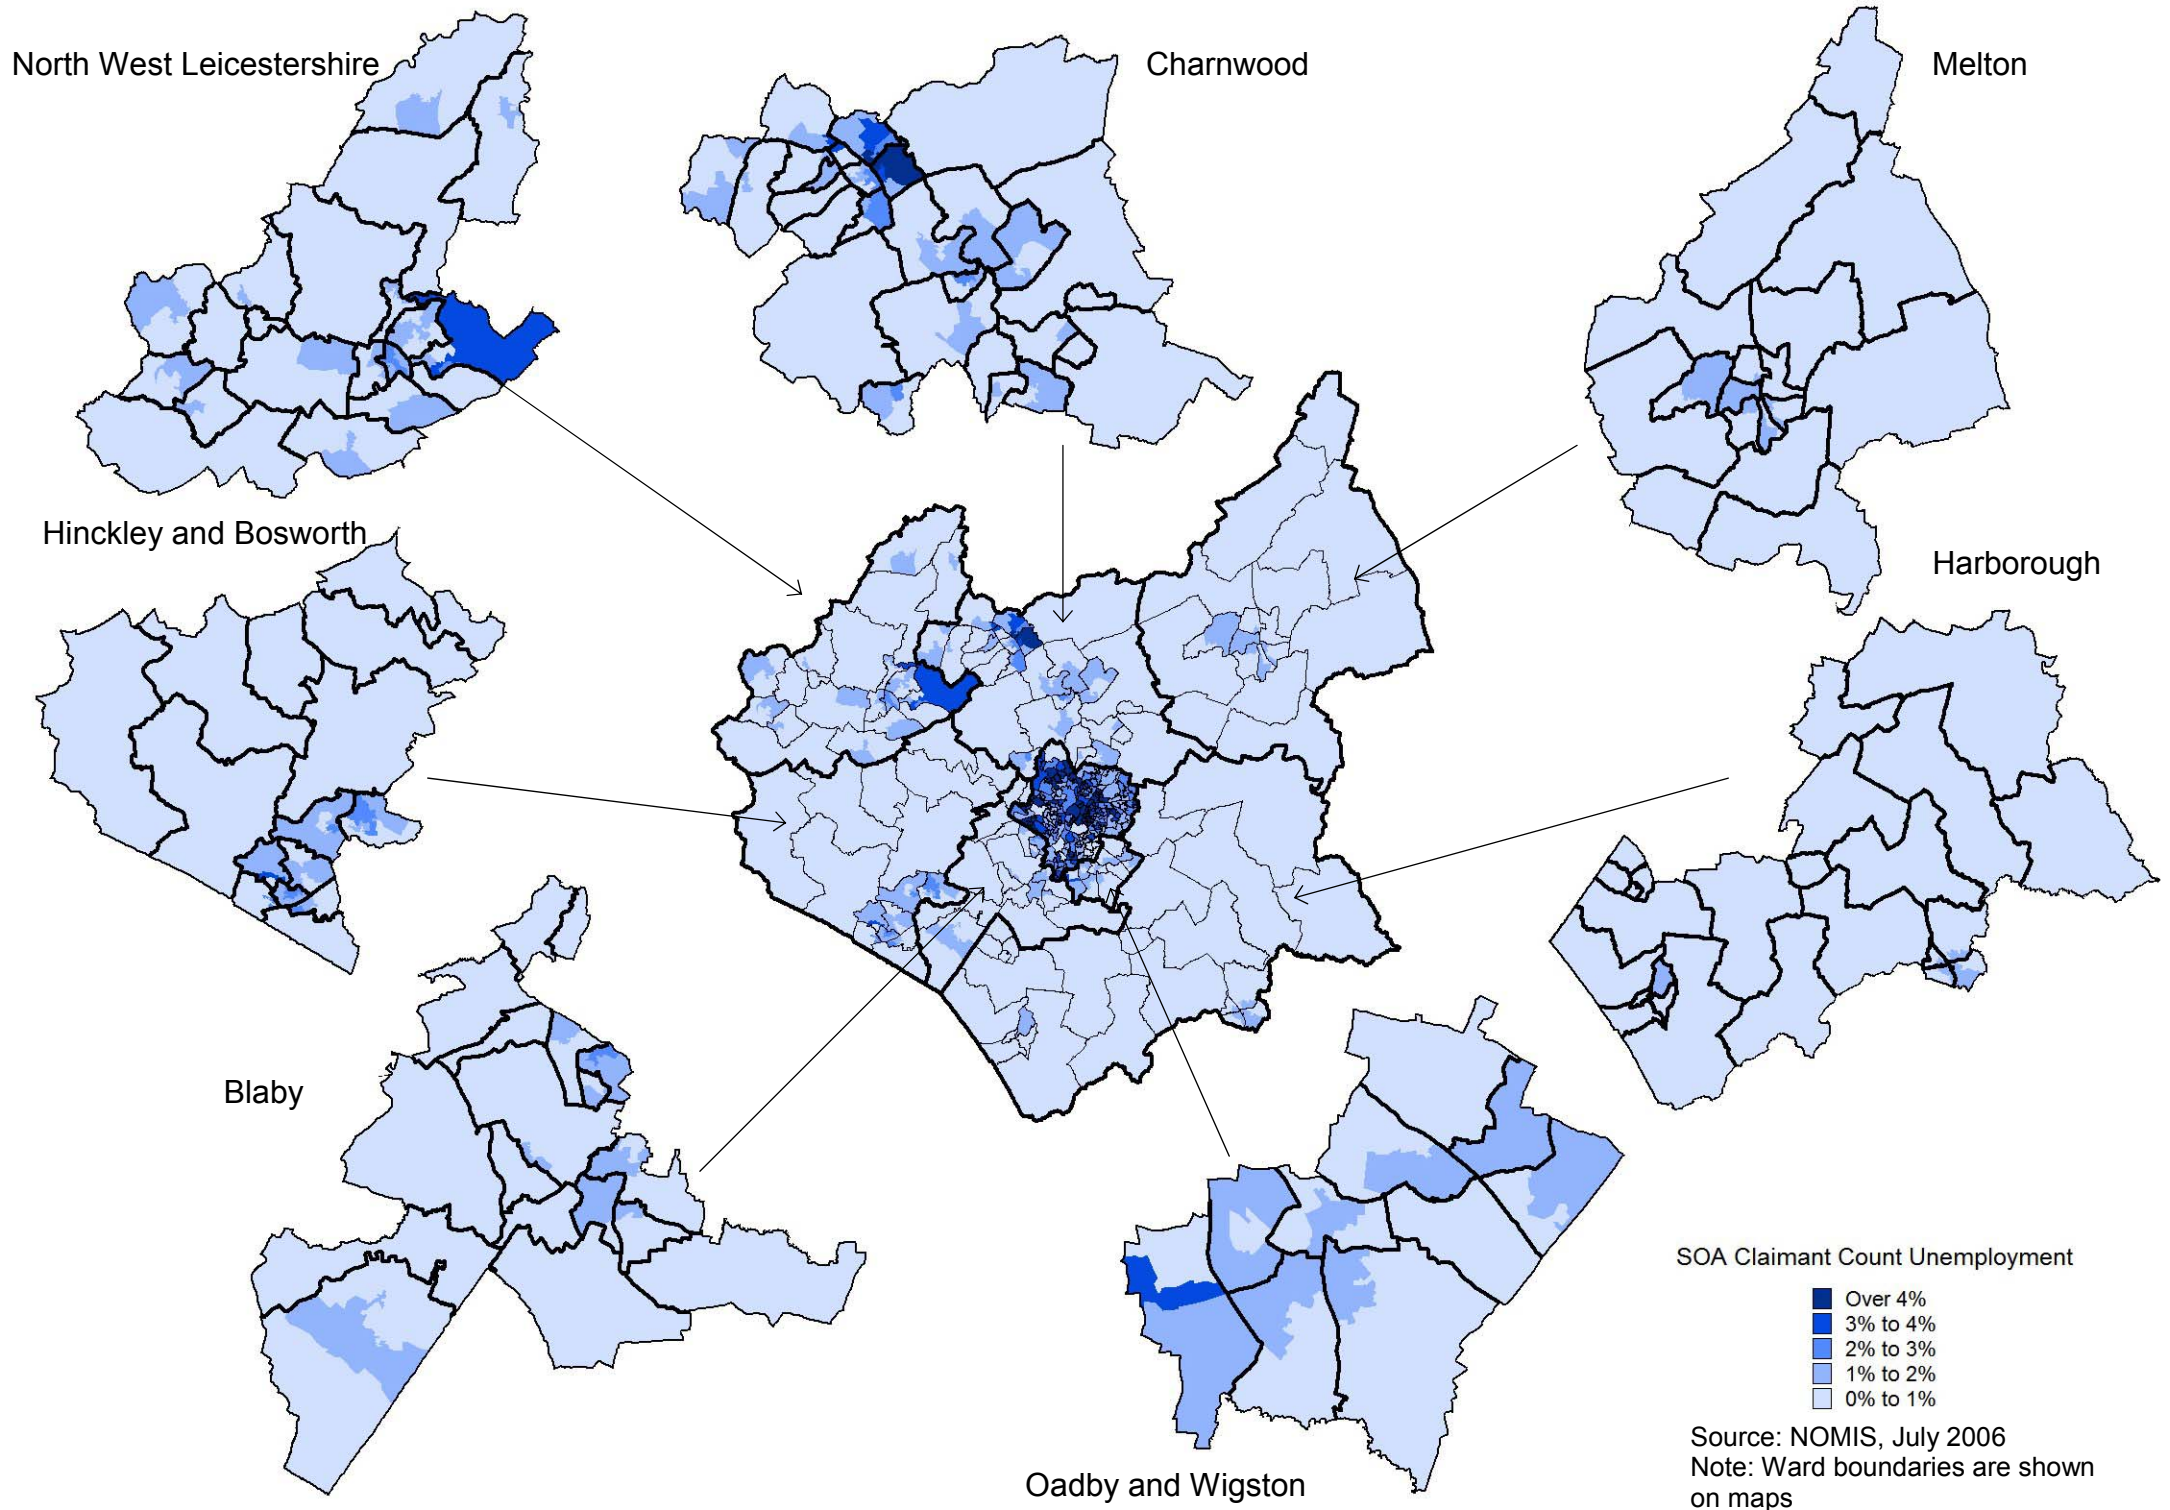 North West Leicestershire
Charnwood
Melton
Hinckley and Bosworth
Harborough
Blaby
Oadby and Wigston
SOA Claimant Count Unemployment
Over 4%
3% to 4%
2% to 3%
1% to 2%
0% to 1%
Source: NOMIS, July 2006
Note: Ward boundaries are shown
on maps